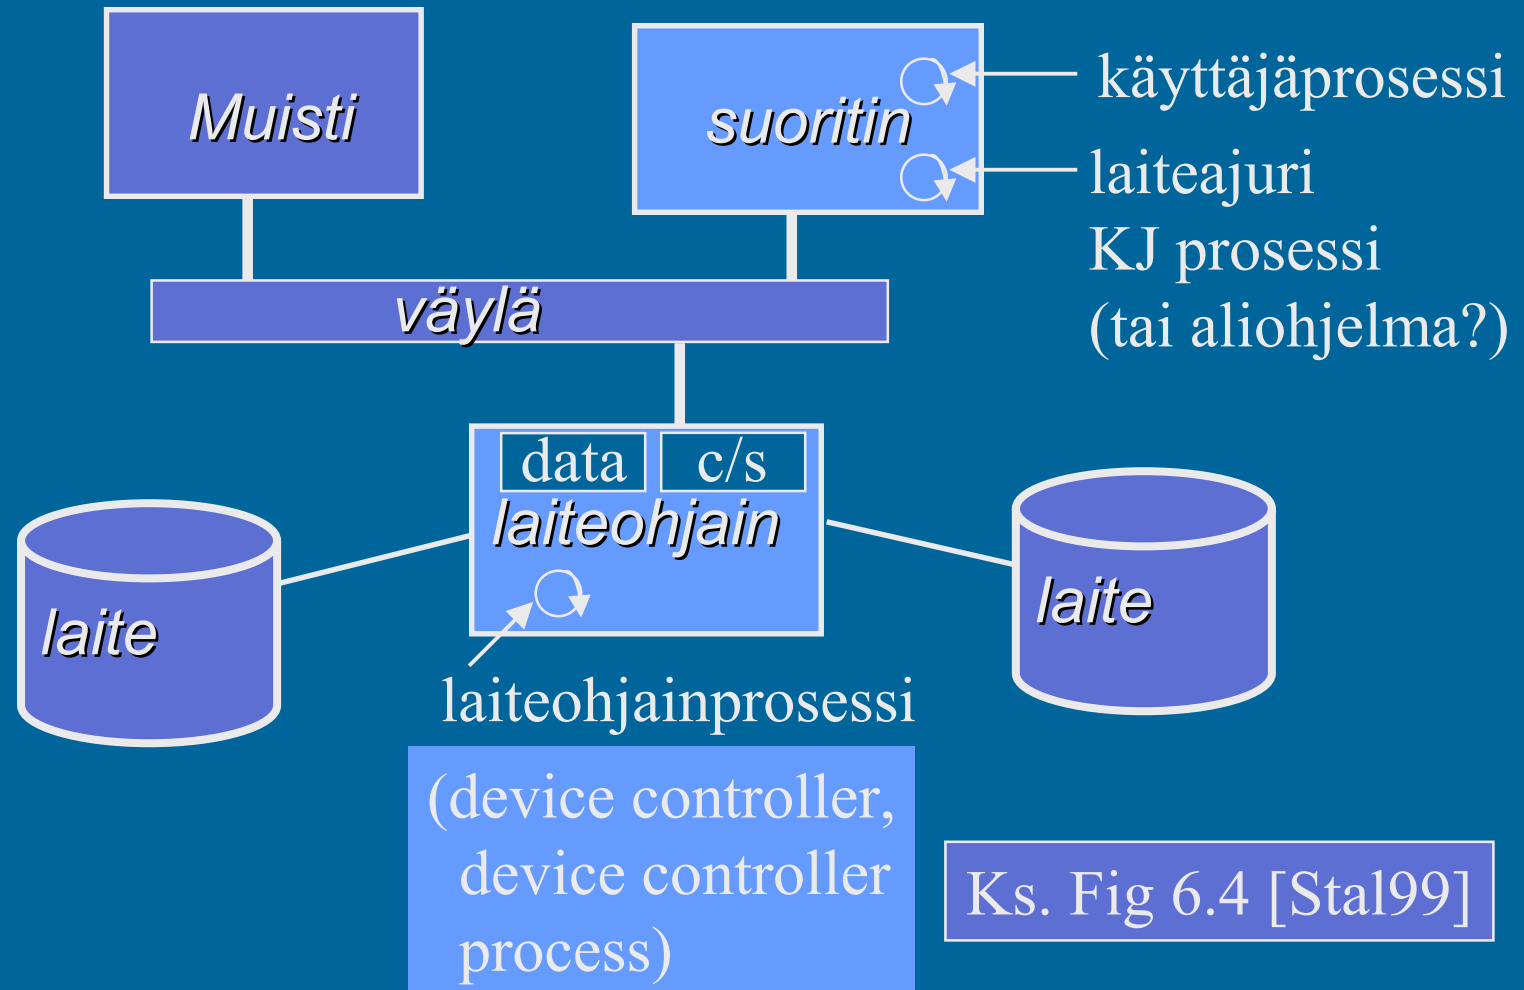 Muisti
suoritin
käyttäjäprosessi
laiteajuri
KJ prosessi
(tai aliohjelma?)
väylä
data
c/s
laiteohjain
laite
laite
laiteohjainprosessi
(device controller,
device controller
process)
Ks. Fig 6.4 [Stal99]